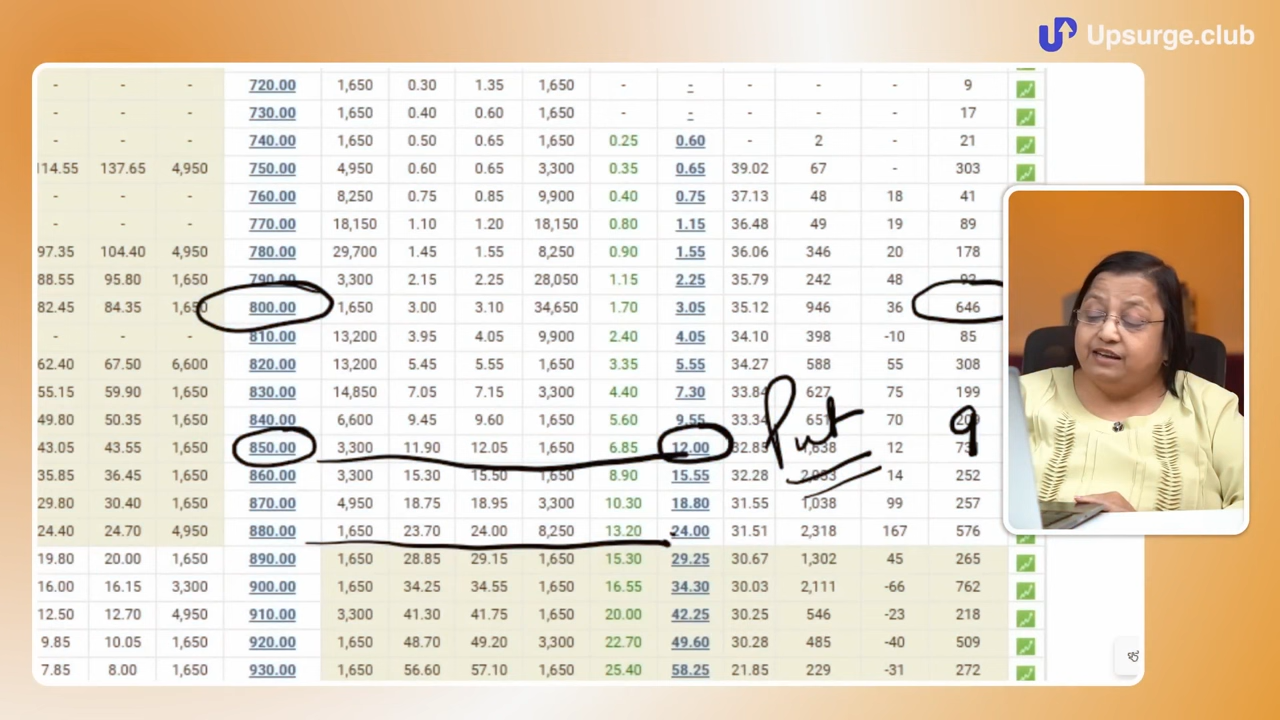 Upsurge.club
- - - 720.00 1,650 0.30 1.35 1,650 - - - - - 9
- - - 730.00 1,650 0.40 0.60 1,650 - - - - - 17
- - - 740.00 1,650 0.50 0.65 1,650 0.25 0.60 - 2 - 21
114.55 137.65 4,950 750.00 4,950 0.60 0.65 3,300 0.35 0.65 39.02 67 - 303
- - - 760.00 8,250 0.75 0.85 9,900 0.40 0.75 37.13 48 18 41
- - - 770.00 18,150 1.10 1.20 18,150 0.80 1.15 36.48 49 19 89
97.35 104.40 4,950 780.00 29,700 1.45 1.55 8,250 0.90 1.55 36.06 346 20 178
88.55 95.80 1,650 790.00 3,300 2.15 2.25 28,050 1.15 2.25 35.79 242 48 92
82.45 84.35 1,650 800.00 1,650 3.00 3.10 34,650 1.70 3.05 35.12 946 36 646
- - - 810.00 13,200 3.95 4.05 9,900 2.40 4.05 34.10 398 -10 85
62.40 67.50 6,600 820.00 13,200 5.45 5.55 1,650 3.35 5.55 34.27 588 55 308
55.15 59.90 1,650 830.00 14,850 7.05 7.15 3,300 4.40 7.30 33.84 627 75 199
49.80 50.35 1,650 840.00 6,600 9.45 9.60 1,650 5.60 9.55 70
Put 9
43.05 43.55 1,650 850.00 3,300 11.90 12.05 1,650 6.85 12.00 12
35.85 36.45 1,650 860.00 3,300 15.30 15.50 1,650 8.90 15.55 32.28 14 252
29.80 30.40 1,650 870.00 4,950 18.75 18.95 3,300 10.30 18.80 31.55 1,038 99 257
24.40 24.70 4,950 880.00 1,650 23.70 24.00 8,250 13.20 24.00 31.51 2,318 167 576
19.80 20.00 1,650 890.00 1,650 28.85 29.15 1,650 15.30 29.25 30.67 1,302 45 265
16.00 16.15 3,300 900.00 1,650 34.25 34.55 1,650 16.55 34.30 30.03 2,111 -66 762
12.50 12.70 4,950 910.00 3,300 41.30 41.75 1,650 20.00 42.25 30.25 546 -23 218
9.85 10.05 1,650 920.00 1,650 48.70 49.20 3,300 22.70 49.60 30.28 485 -40 509
7.85 8.00 1,650 930.00 1,650 56.60 57.10 1,650 25.40 58.25 21.85 229 -31 272